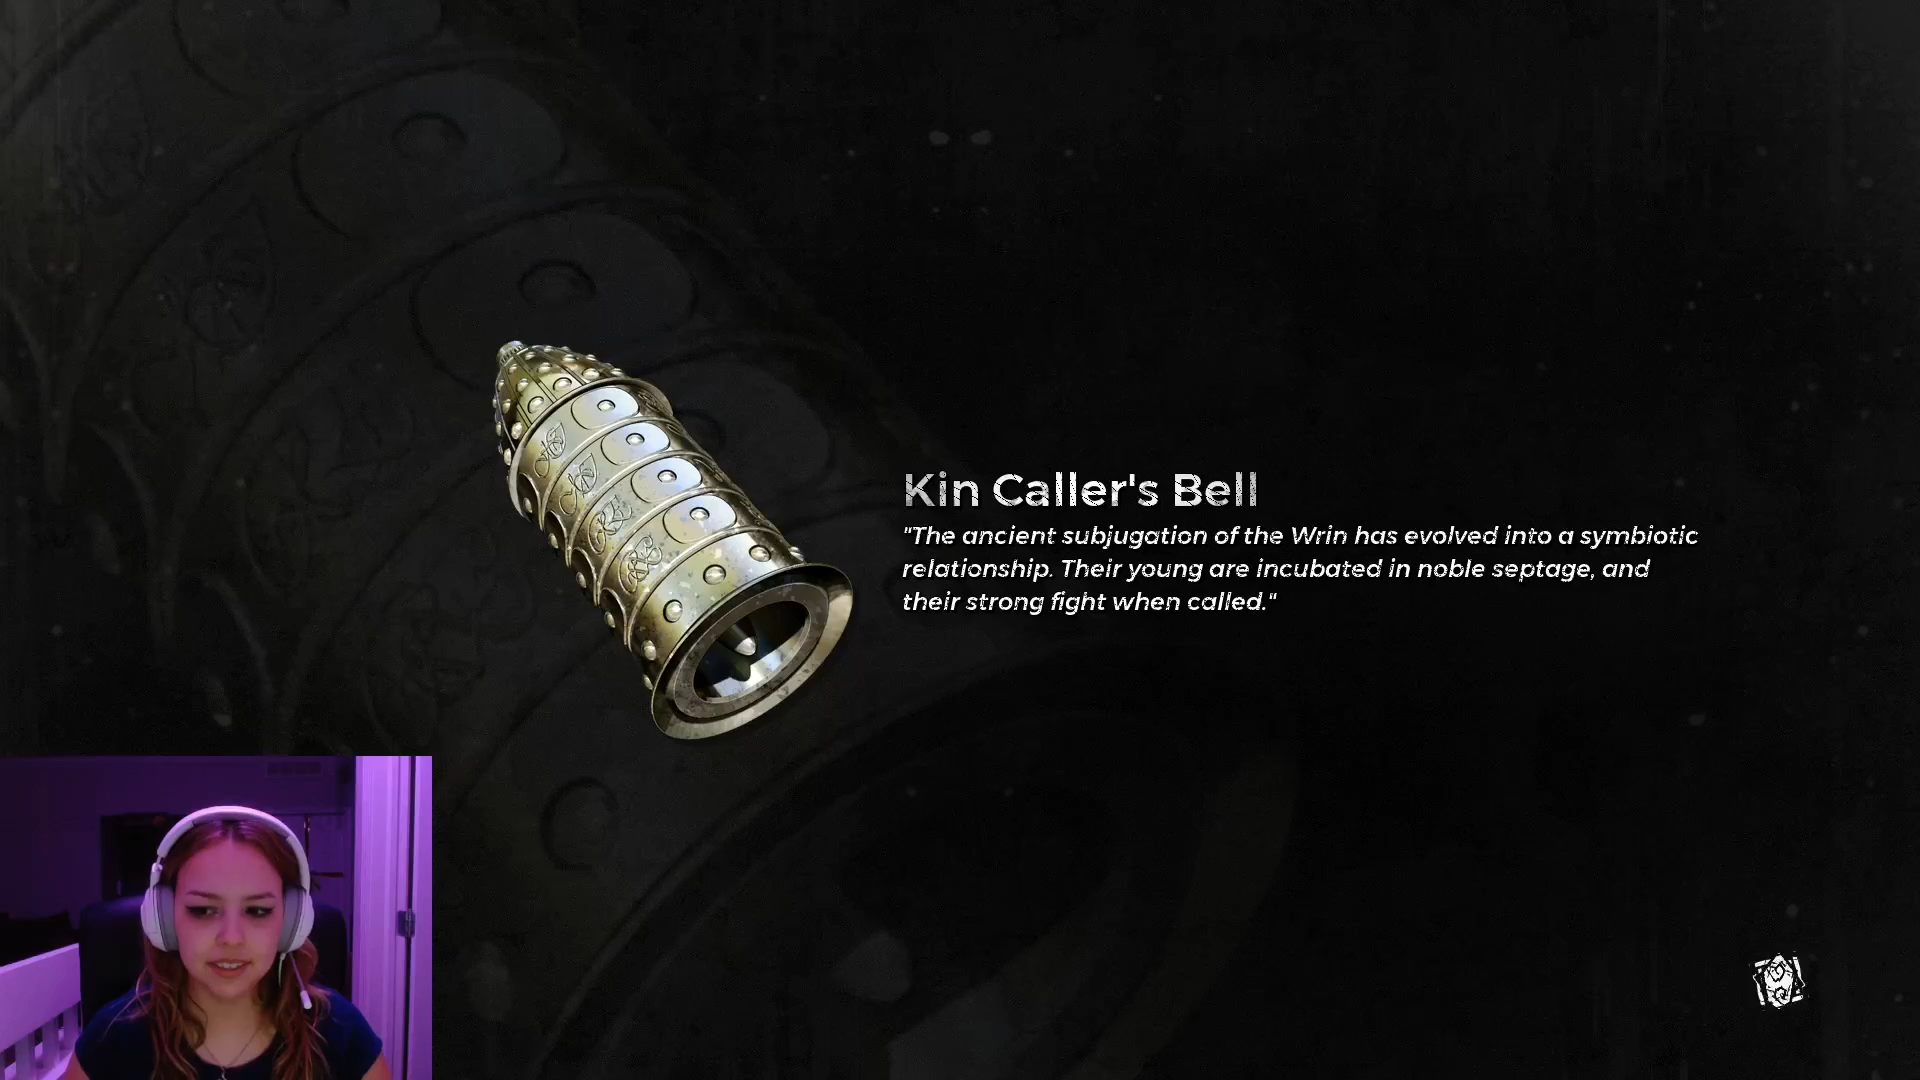 Kin Caller's Bell
"The ancient subjugation of the Wrin has evolved into a symbiotic
relationship. Their young are incubated in noble septage, and
their strong fight when called."